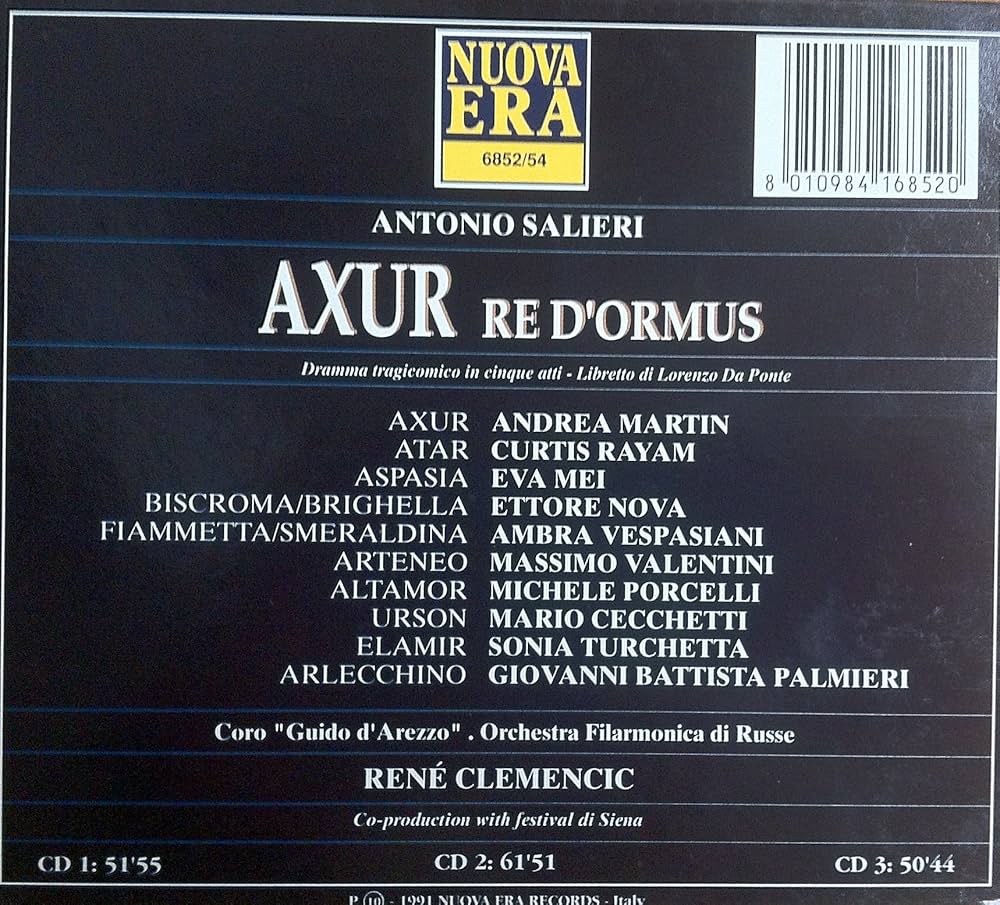 NUOVA
ERA
6852/54
8 010984 168520
ANTONIO SALIERI
AXUR RE D'ORMUS
Dramma tragicomico in cinque atti - Libretto di Lorenzo Da Ponte
AXUR ANDREA MARTIN
ATAR CURTIS RAYAM
ASPASIA EVA MEI
BISCROMA/BRIGHELLA ETTORE NOVA
FIAMMETTA/SMERALDINA AMBRA VESPASIANI
ARTENEO MASSIMO VALENTINI
ALTAMOR MICHELE PORCELLI
URSON MARIO CECCHETTI
ELAMIR SONIA TURCHETTA
ARLECCHINO GIOVANNI BATTISTA PALMIERI
Coro "Guido d'Arezzo" . Orchestra Filarmonica di Russe
RENÉ CLEMENCIC
Co-production with festival di Siena
CD 1: 51'55 CD 2: 61'51 CD 3: 50'44
P 10 - 1991 NUOVA ERA RECORDS - Italy